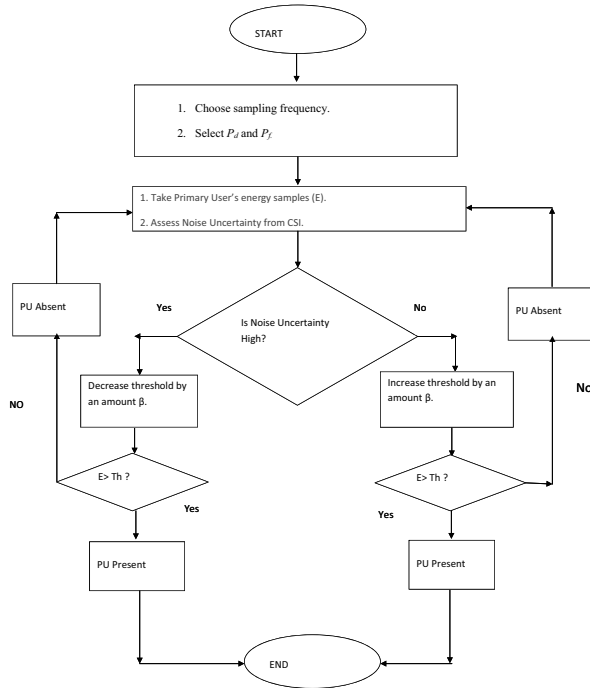 START
1. Choose sampling frequency.
2. Select Pd and Pf.
1. Take Primary User's energy samples (E).
2. Assess Noise Uncertainty from CSI.
PU Absent
Yes
No
PU Absent
Is Noise Uncertainty
High?
Decrease threshold by
an amount β.
Increase threshold by an
amount β.
NO
No
E> Th ?
E> Th ?
Yes
Yes
PU Present
PU Present
END